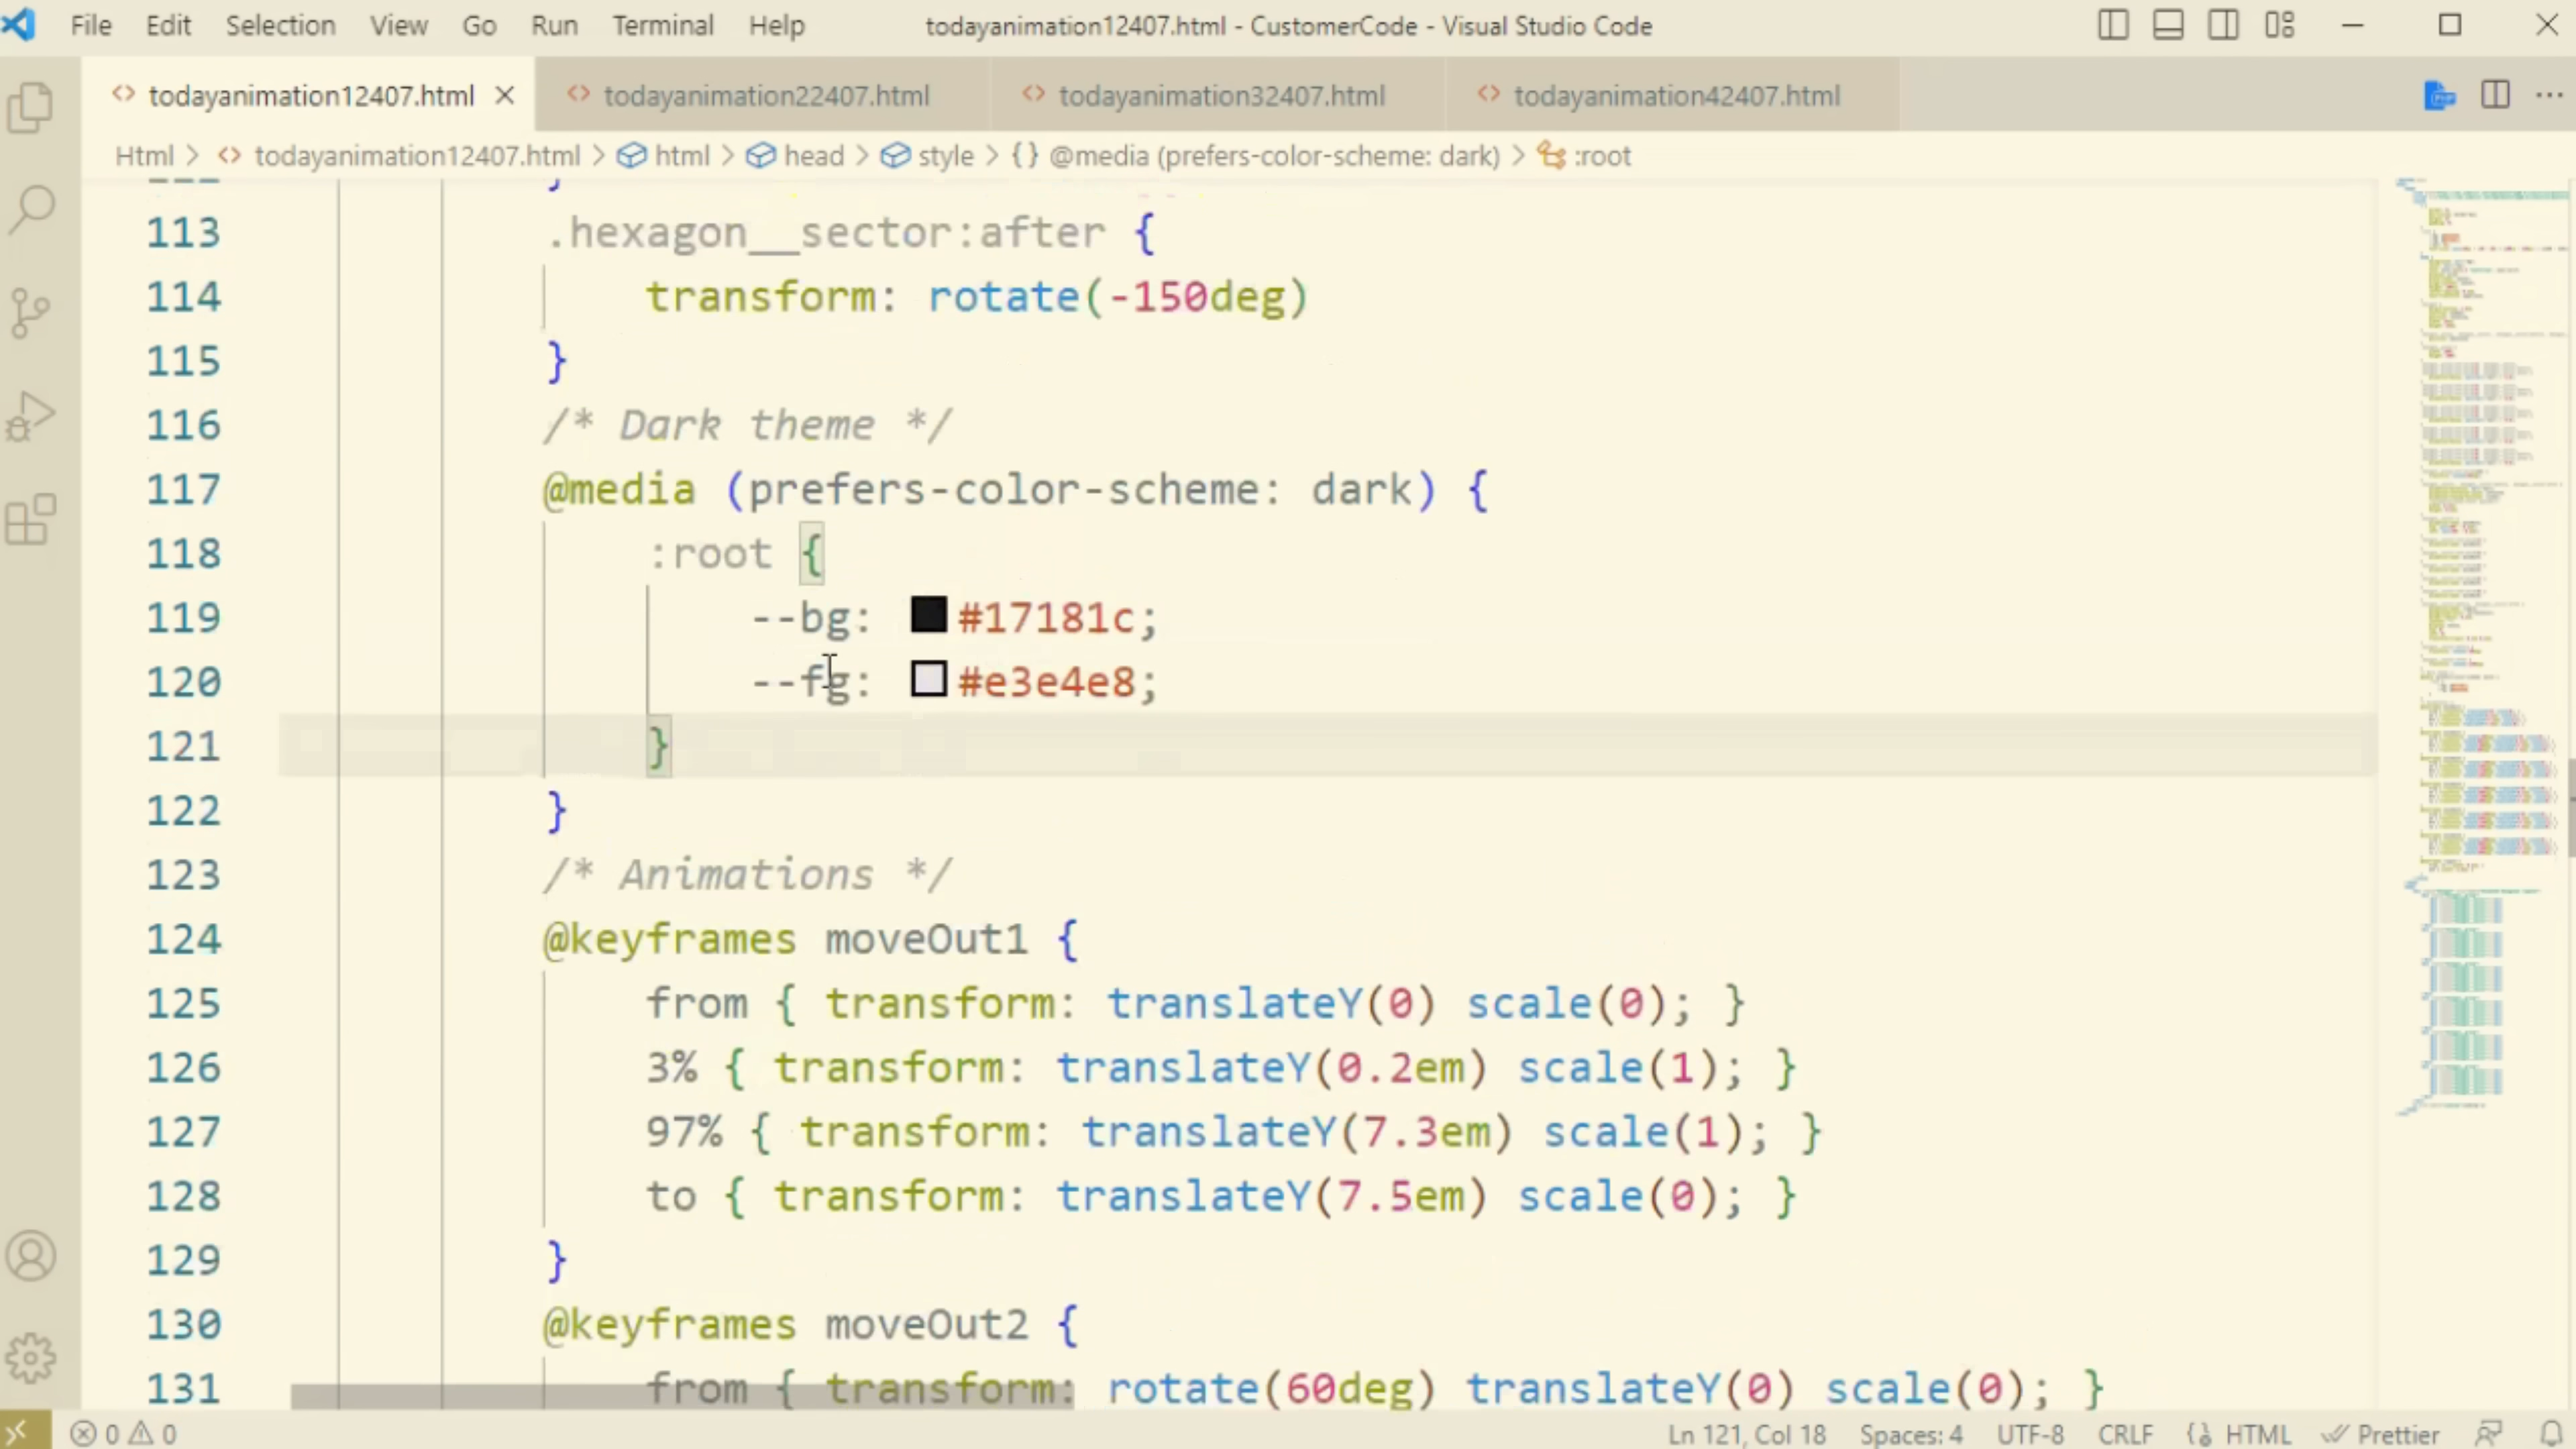 File Edit Selection View Go Run Terminal Help todayanimation12407.html - CustomerCode - Visual Studio Code
todayanimation12407.html todayanimation22407.html todayanimation32407.html todayanimation42407.html
Html > todayanimation12407.html > html > head > style > {} @media (prefers-color-scheme: dark) > :root
113 .hexagon__sector:after {
114 transform: rotate(-150deg)
115 }
116 /* Dark theme */
117 @media (prefers-color-scheme: dark) {
118 :root {
119 --bg: #17181c;
120 --fg: #e3e4e8;
121 }
122 }
123 /* Animations */
124 @keyframes moveOut1 {
125 from { transform: translateY(0) scale(0); }
126 3% { transform: translateY(0.2em) scale(1); }
127 97% { transform: translateY(7.3em) scale(1); }
128 to { transform: translateY(7.5em) scale(0); }
129 }
130 @keyframes moveOut2 {
131 from { transform: rotate(60deg) translateY(0) scale(0); }
0 0 Ln 121, Col 18 Spaces: 4 UTF-8 CRLF HTML Prettier